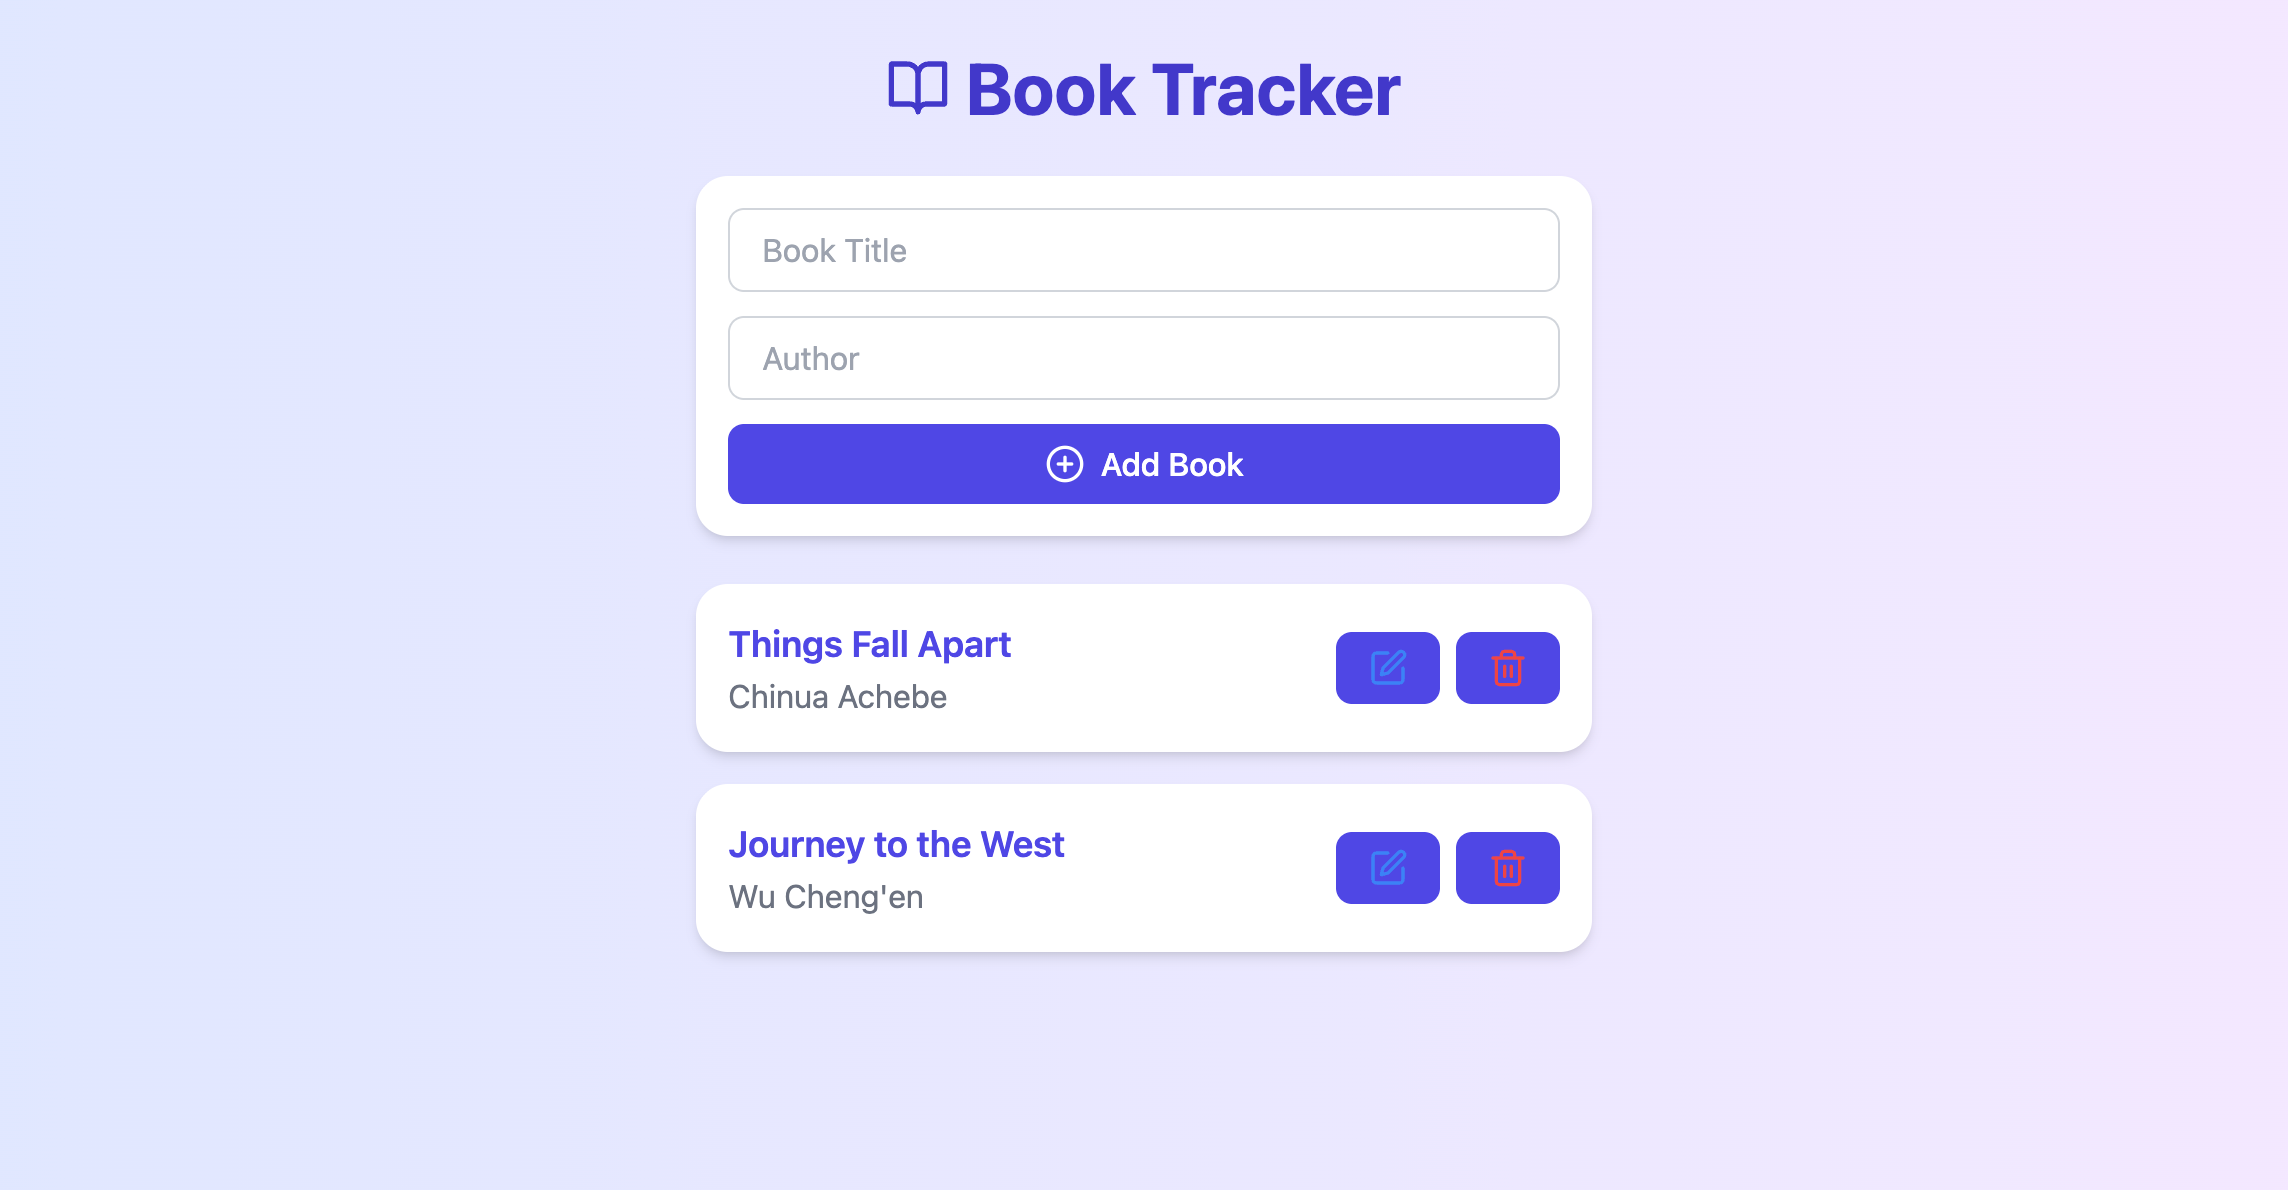 Book Tracker
Book Title
Author
Add Book
Things Fall Apart
Chinua Achebe
Journey to the West
Wu Cheng'en